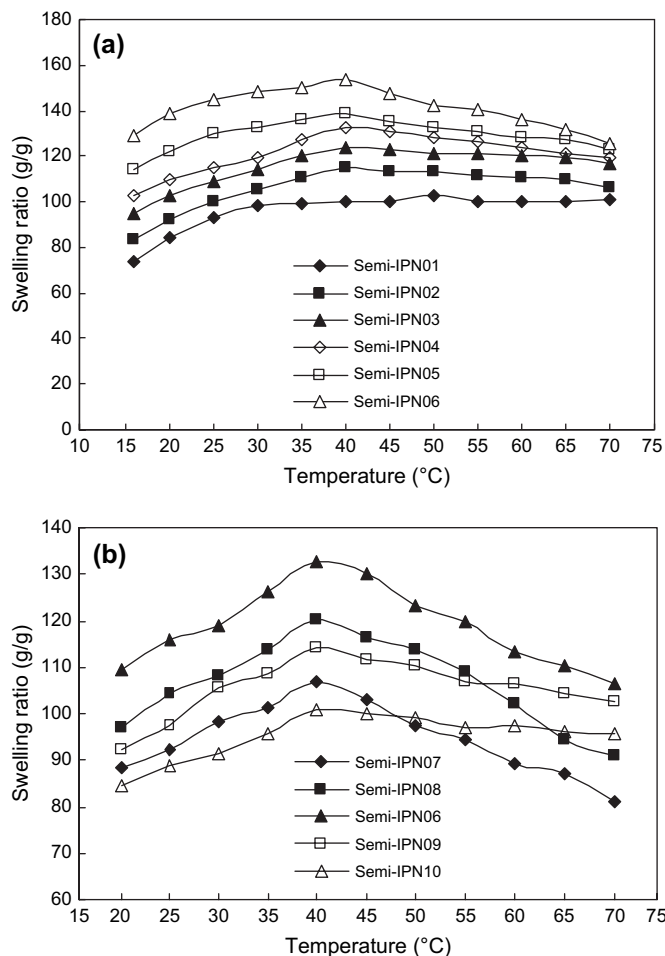 (a)
Swelling ratio (g/g)
180
160
140
120
100
80
60
40
20
0
Semi-IPN01
Semi-IPN02
Semi-IPN03
Semi-IPN04
Semi-IPN05
Semi-IPN06
10 15 20 25 30 35 40 45 50 55 60 65 70 75
Temperature (°C)
(b)
Swelling ratio (g/g)
140
130
120
110
100
90
80
70
60
Semi-IPN07
Semi-IPN08
Semi-IPN06
Semi-IPN09
Semi-IPN10
20 25 30 35 40 45 50 55 60 65 70 75
Temperature (°C)